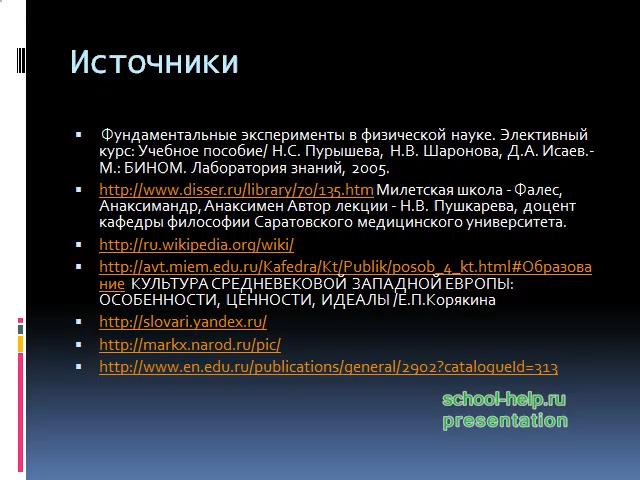 Источники
Фундаментальные эксперименты в физической науке. Элективный
курс: Учебное пособие/ Н.С. Пурышева, Н.В. Шаронова, Д.А. Исаев.-
М.: БИНОМ. Лаборатория знаний, 2005.
http://www.disser.ru/library/70/135.htm Милетская школа - Фалес,
Анаксимандр, Анаксимен Автор лекции - Н.В. Пушкарева, доцент
кафедры философии Саратовского медицинского университета.
http://ru.wikipedia.org/wiki/
http://avt.miem.edu.ru/Kafedra/Kt/Publik/posob_4_kt.html#Образова
ние КУЛЬТУРА СРЕДНЕВЕКОВОЙ ЗАПАДНОЙ ЕВРОПЫ:
ОСОБЕННОСТИ, ЦЕННОСТИ, ИДЕАЛЫ /Е.П.Корякина
http://slovari.yandex.ru/
http://markx.narod.ru/pic/
http://www.en.edu.ru/publications/general/2902?catalogueId=313
school-help.ru
presentation